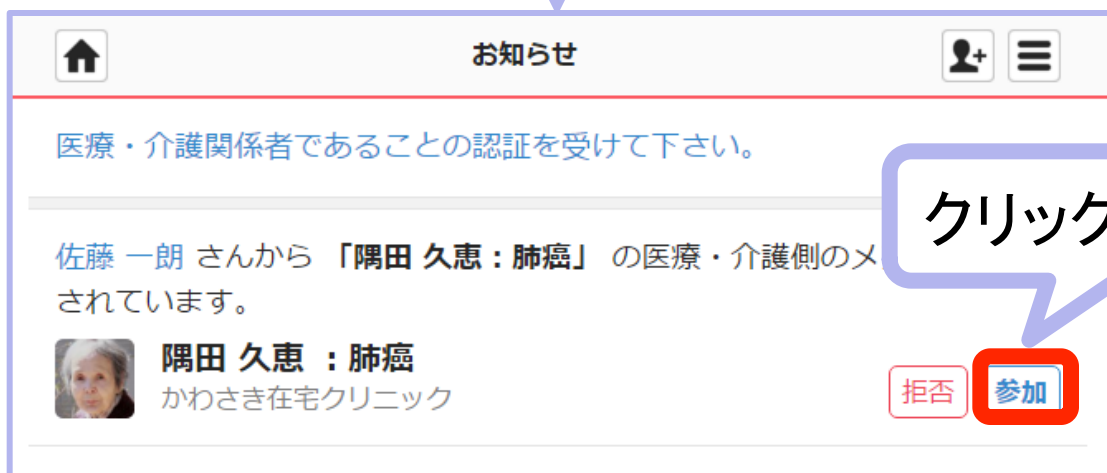 お知らせ
医療・介護関係者であることの認証を受けて下さい。
クリック
佐藤 一朗 さんから 「隅田 久恵：肺癌」 の医療・介護側のメ
されています。
隅田 久恵 ：肺癌
かわさき在宅クリニック
拒否 参加